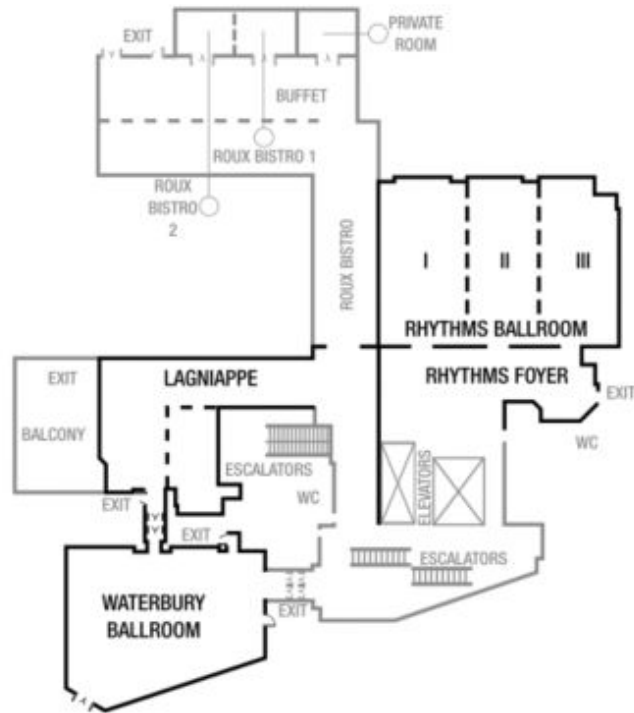 EXIT
PRIVATE
ROOM
BUFFET
ROUX BISTRO 1
ROUX
BISTRO
2
ROUX BISTRO
I
II
III
RHYTHMS BALLROOM
EXIT
LAGNIAPPE
RHYTHMS FOYER
EXIT
BALCONY
WC
ESCALATORS
ELEVATORS
WC
EXIT
EXIT
ESCALATORS
WATERBURY
BALLROOM
EXIT